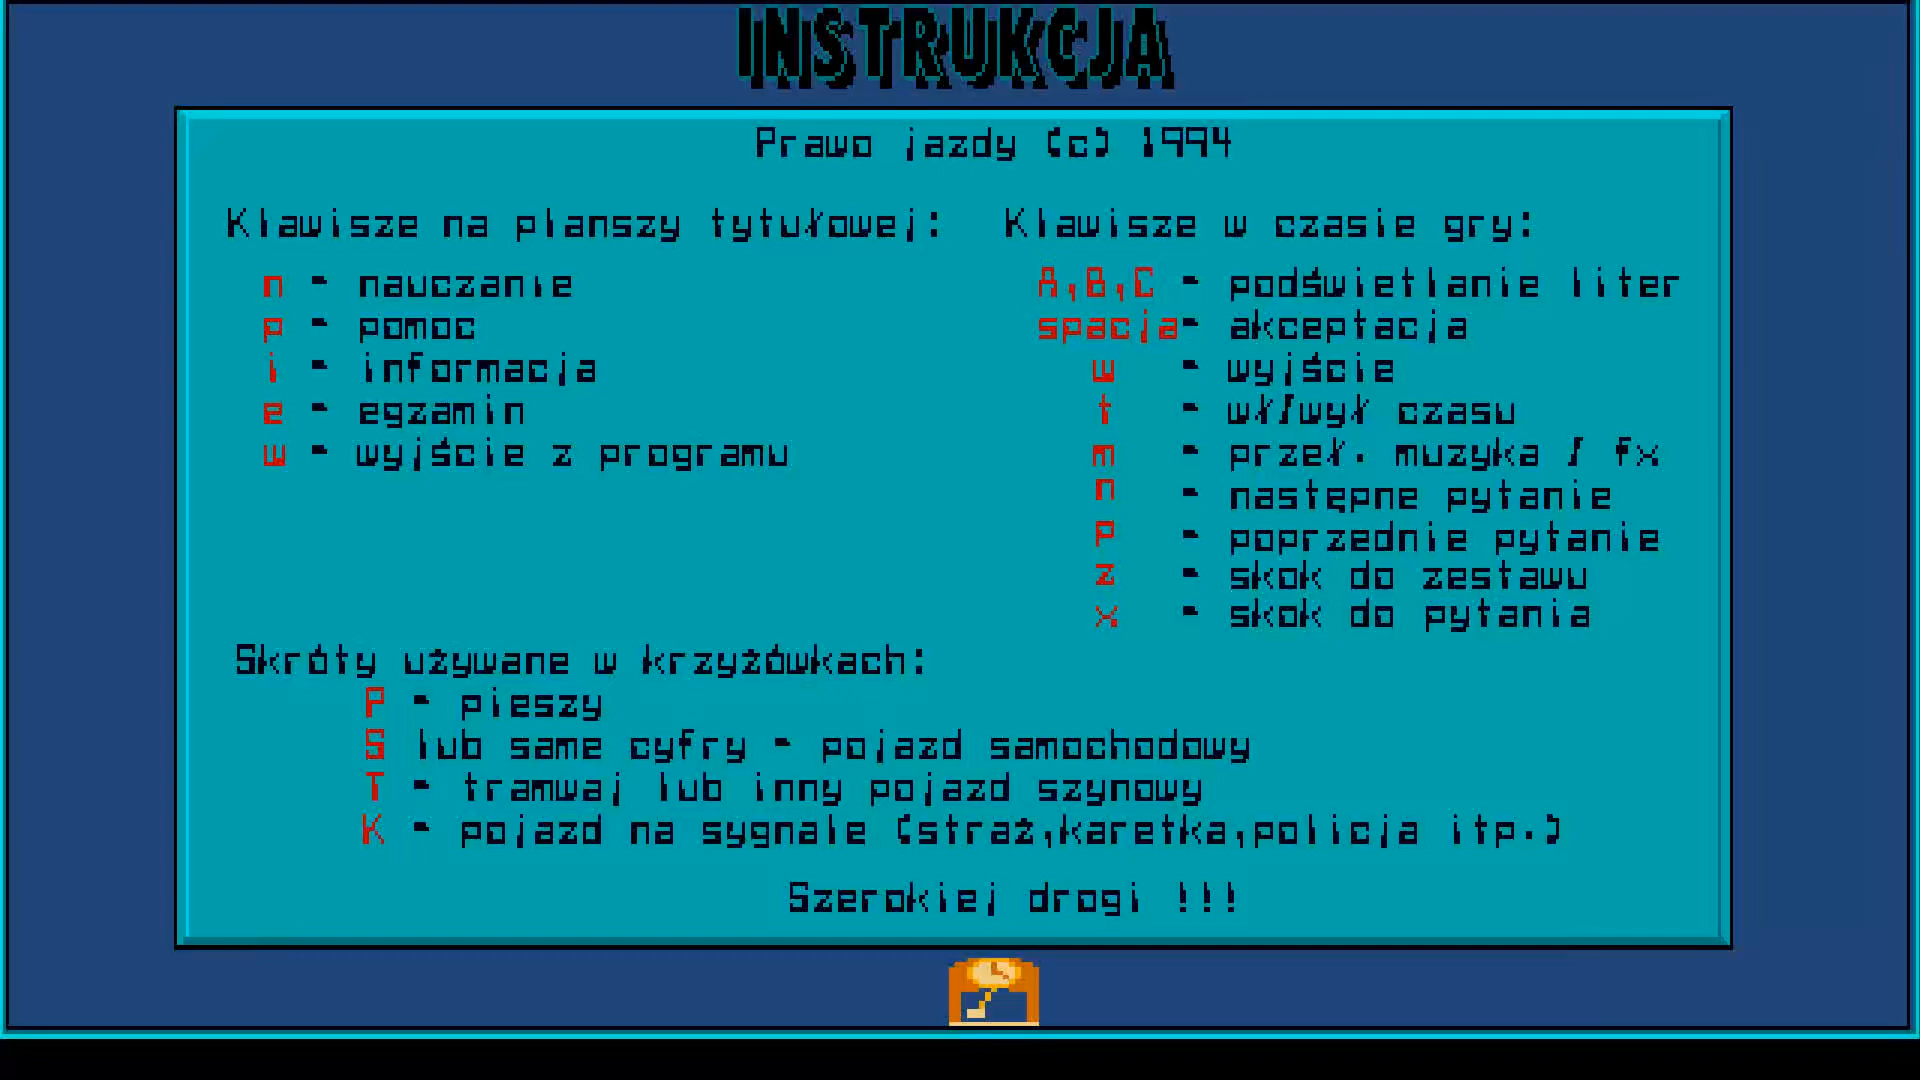 INSTRUKCJA
Prawo jazdy (c) 1994
Klawisze na planszy tytułowej:
n - nauczanie
p - pomoc
i - informacja
e - egzamin
w - wyjście z programu
Klawisze w czasie gry:
A,B,C - podświetlanie liter
spacja- akceptacja
w - wyjście
t - wł/wył czasu
m - przeł. muzyka / fx
n - następne pytanie
p - poprzednie pytanie
z - skok do zestawu
x - skok do pytania
Skróty używane w krzyżówkach:
P - pieszy
S lub same cyfry - pojazd samochodowy
T - tramwaj lub inny pojazd szynowy
K - pojazd na sygnale (straż,karetka,policja itp.)
Szerokiej drogi !!!